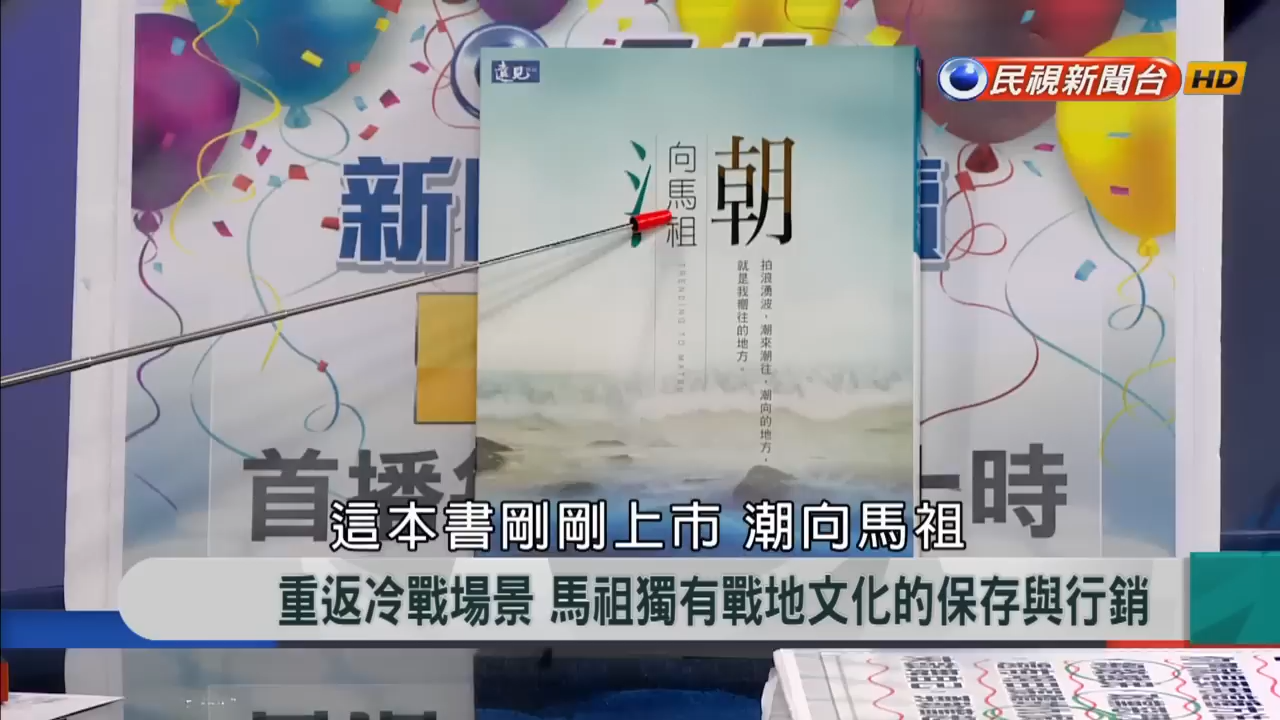 民視新聞台 HD
遠見
潮
向馬祖
TRENDING TO MATSU
拍浪湧波，潮來潮往，潮向的地方，
就是我嚮往的地方。
新
首播
十時
這本書剛剛上市 潮向馬祖
重返冷戰場景 馬祖獨有戰地文化的保存與行銷